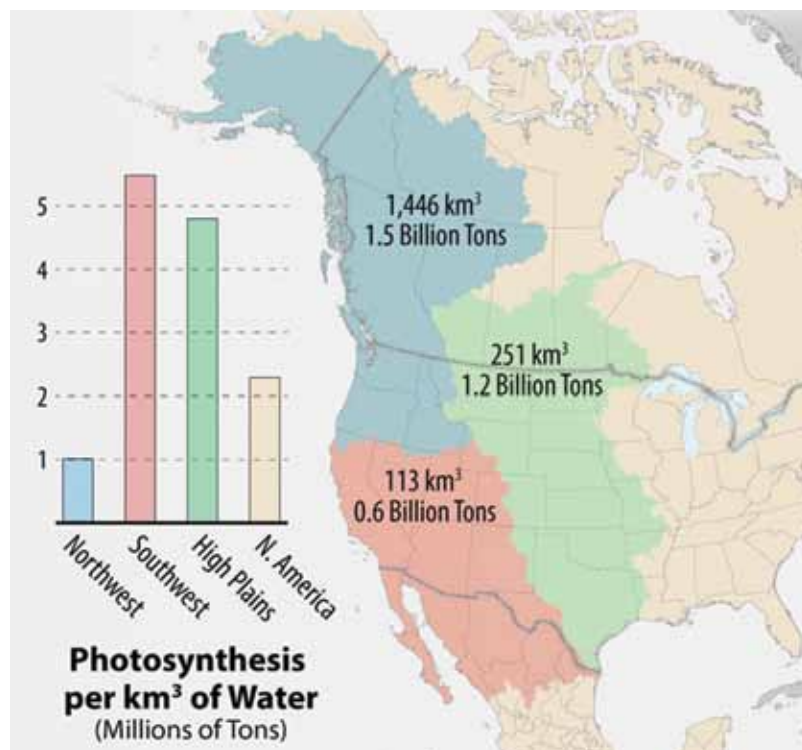 5
4
3
2
1
Northwest
Southwest
High Plains
N. America
Photosynthesis
per km³ of Water
(Millions of Tons)
1,446 km³
1.5 Billion Tons
251 km³
1.2 Billion Tons
113 km³
0.6 Billion Tons